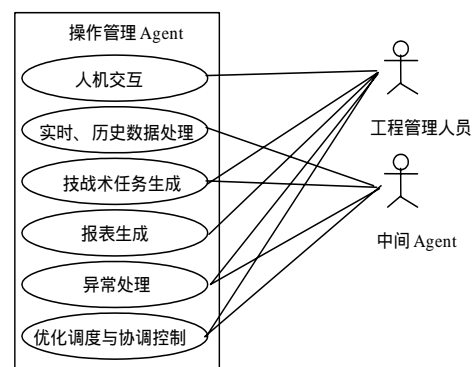 操作管理 Agent
人机交互
实时、历史数据处理
技战术任务生成
报表生成
异常处理
优化调度与协调控制
工程管理人员
中间 Agent